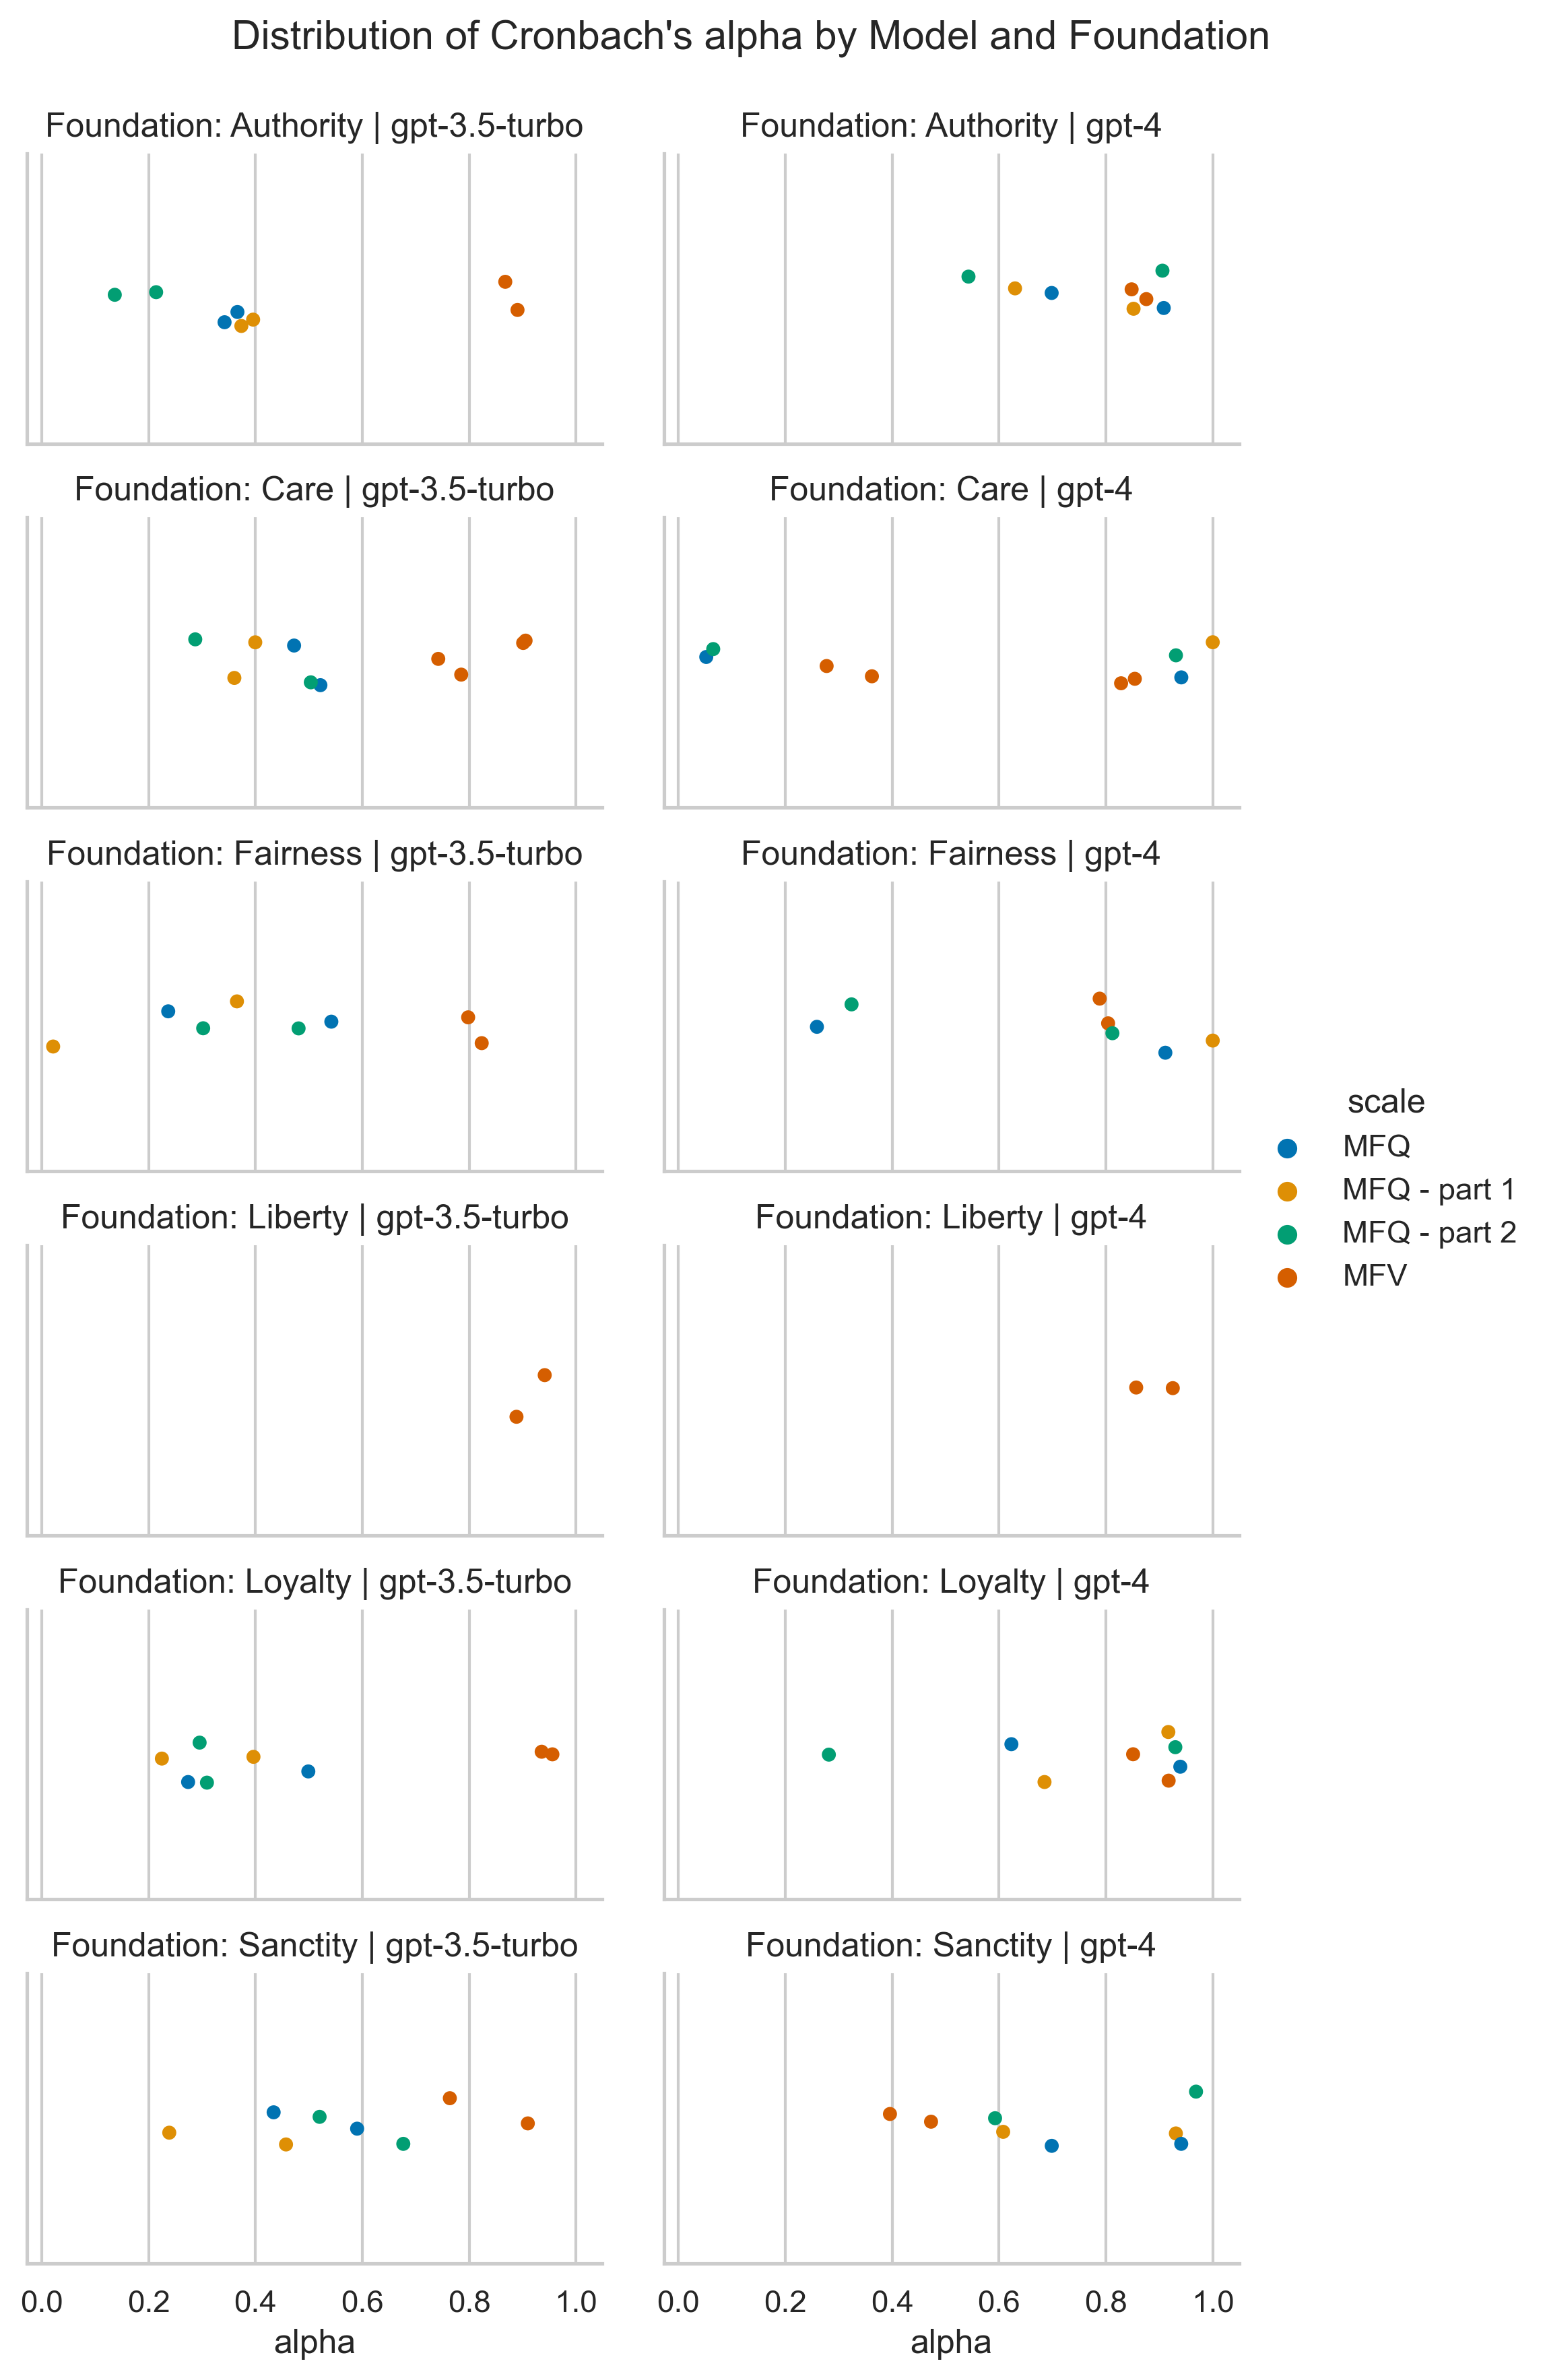 Distribution of Cronbach's alpha by Model and Foundation
Foundation: Authority | gpt-3.5-turbo
Foundation: Authority | gpt-4
Foundation: Care | gpt-3.5-turbo
Foundation: Care | gpt-4
Foundation: Fairness | gpt-3.5-turbo
Foundation: Fairness | gpt-4
scale
MFQ
MFQ - part 1
MFQ - part 2
MFV
Foundation: Liberty | gpt-3.5-turbo
Foundation: Liberty | gpt-4
Foundation: Loyalty | gpt-3.5-turbo
Foundation: Loyalty | gpt-4
Foundation: Sanctity | gpt-3.5-turbo
Foundation: Sanctity | gpt-4
0.0 0.2 0.4 0.6 0.8 1.0
alpha
0.0 0.2 0.4 0.6 0.8 1.0
alpha